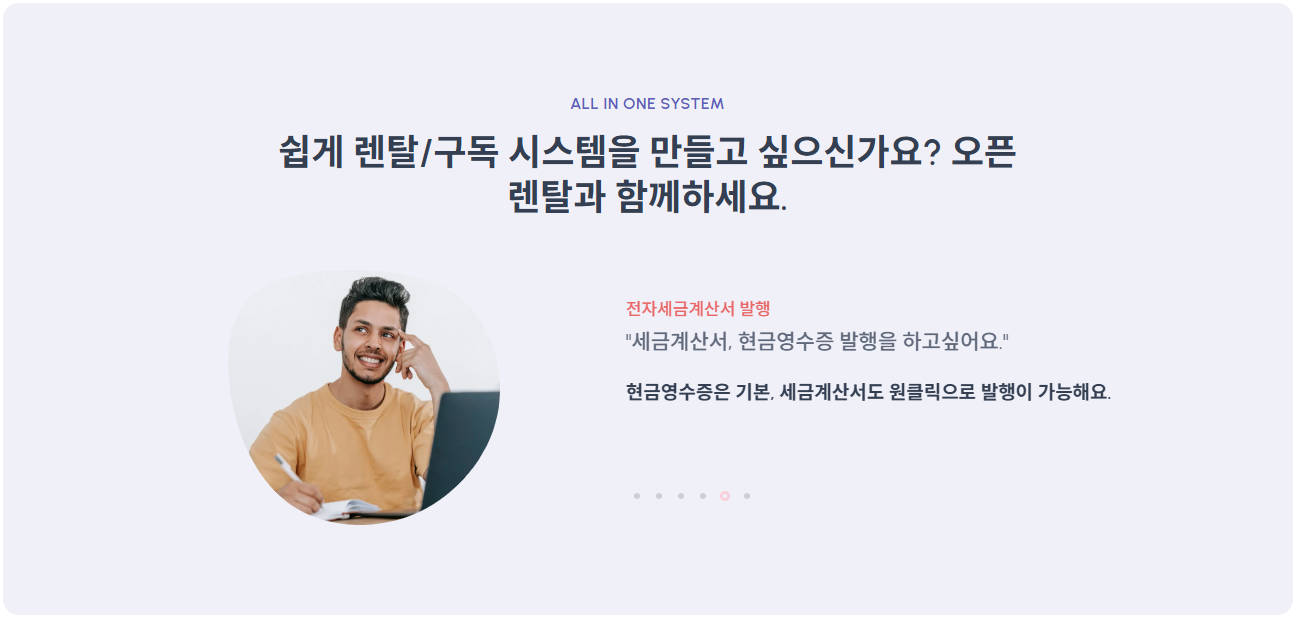 ALL IN ONE SYSTEM
쉽게 렌탈/구독 시스템을 만들고 싶으신가요? 오픈
렌탈과 함께하세요.
전자세금계산서 발행
"세금계산서, 현금영수증 발행을 하고싶어요."
현금영수증은 기본, 세금계산서도 원클릭으로 발행이 가능해요.